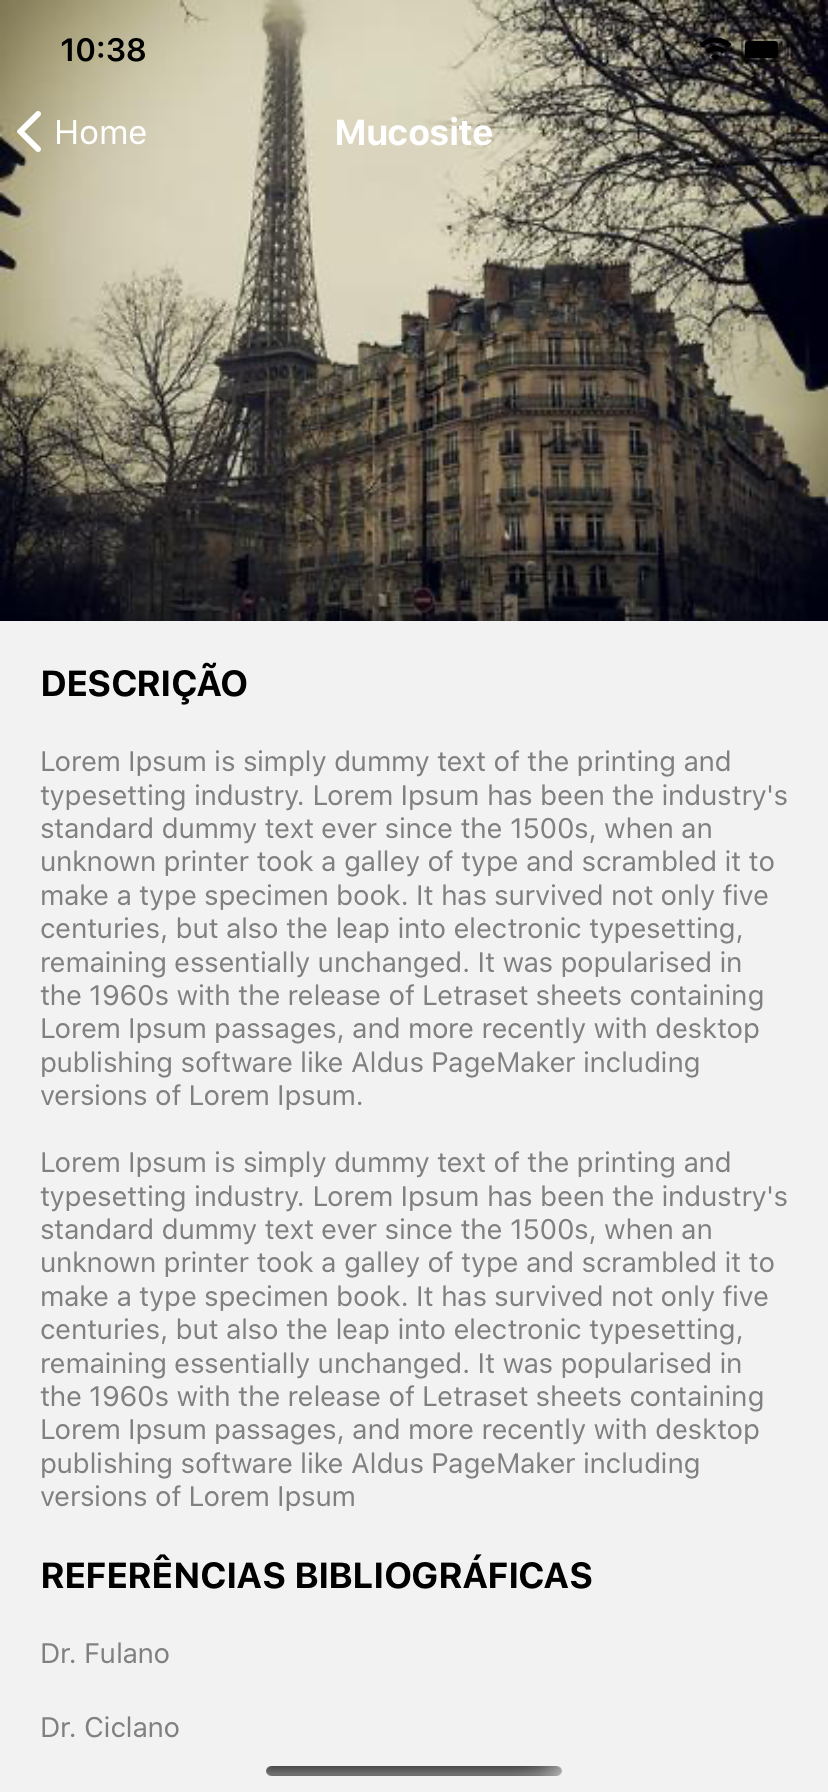 10:38
Home
Mucosite
DESCRIÇÃO
Lorem Ipsum is simply dummy text of the printing and
typesetting industry. Lorem Ipsum has been the industry's
standard dummy text ever since the 1500s, when an
unknown printer took a galley of type and scrambled it to
make a type specimen book. It has survived not only five
centuries, but also the leap into electronic typesetting,
remaining essentially unchanged. It was popularised in
the 1960s with the release of Letraset sheets containing
Lorem Ipsum passages, and more recently with desktop
publishing software like Aldus PageMaker including
versions of Lorem Ipsum.
Lorem Ipsum is simply dummy text of the printing and
typesetting industry. Lorem Ipsum has been the industry's
standard dummy text ever since the 1500s, when an
unknown printer took a galley of type and scrambled it to
make a type specimen book. It has survived not only five
centuries, but also the leap into electronic typesetting,
remaining essentially unchanged. It was popularised in
the 1960s with the release of Letraset sheets containing
Lorem Ipsum passages, and more recently with desktop
publishing software like Aldus PageMaker including
versions of Lorem Ipsum
REFERÊNCIAS BIBLIOGRÁFICAS
Dr. Fulano
Dr. Ciclano